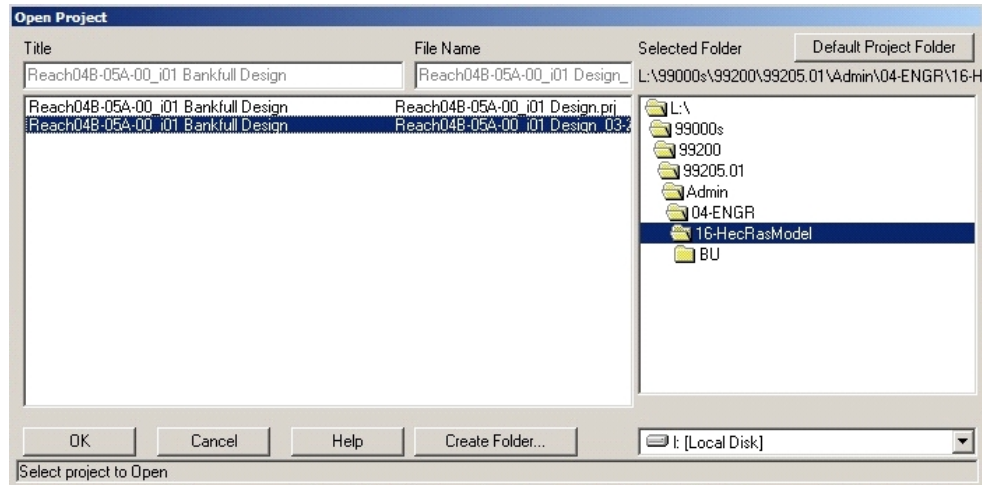 Open Project
Title File Name Selected Folder Default Project Folder
Reach04B-05A-00_i01 Bankfull Design Reach04B-05A-00_i01 Design_ L:\99000s\99200\99205.01\Admin\04-ENGR\16-H
Reach04B-05A-00_i01 Bankfull Design Reach04B-05A-00_i01 Design.prj
Reach04B-05A-00_i01 Bankfull Design Reach04B-05A-00_i01 Design_03-2
L:\
99000s
99200
99205.01
Admin
04-ENGR
16-HecRasModel
BU
OK Cancel Help Create Folder... l: [Local Disk]
Select project to Open